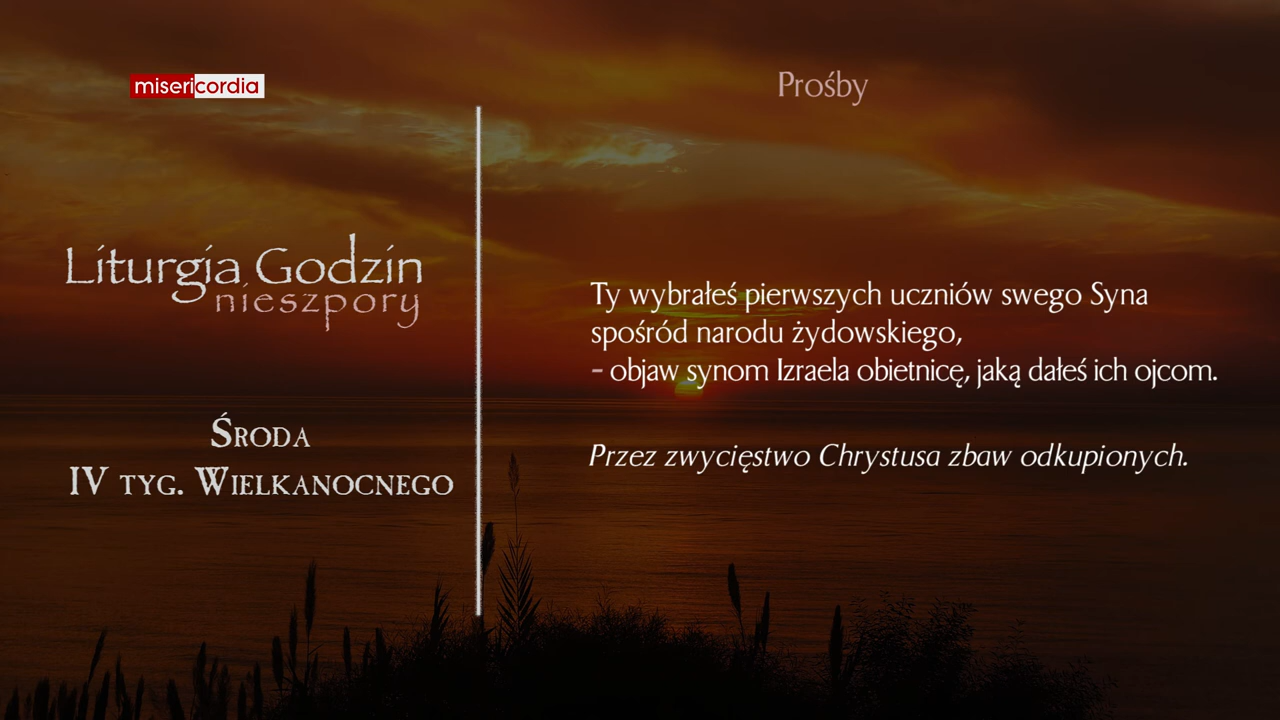 misericordia
Prośby
Liturgia Godzin
nieszpory
Środa
IV tyg. Wielkanocnego
Ty wybrałeś pierwszych uczniów swego Syna
spośród narodu żydowskiego,
- objaw synom Izraela obietnicę, jaką dałeś ich ojcom.
Przez zwycięstwo Chrystusa zbaw odkupionych.